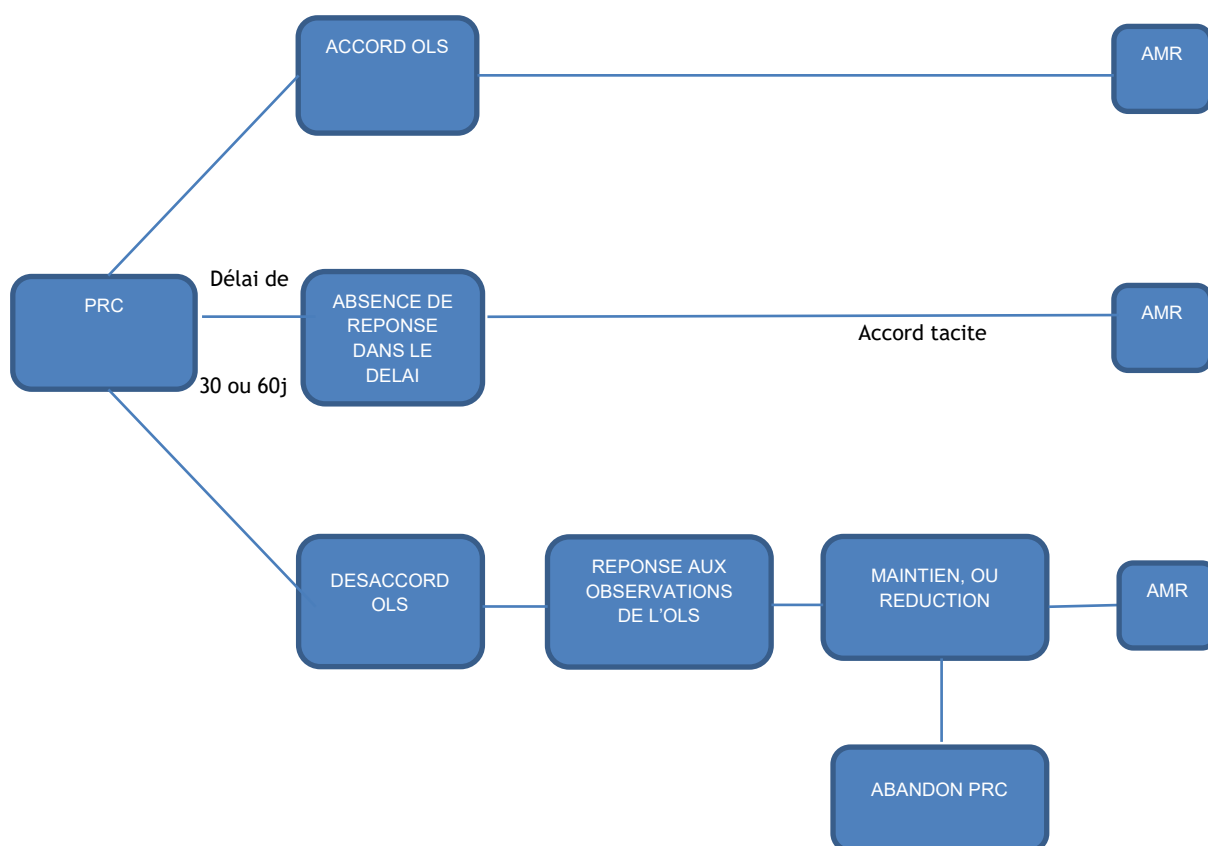 ACCORD OLS
AMR
PRC
Délai de
30 ou 60j
ABSENCE DE
REPONSE
DANS LE
DELAI
Accord tacite
AMR
DESACCORD
OLS
REPONSE AUX
OBSERVATIONS
DE L'OLS
MAINTIEN, OU
REDUCTION
AMR
ABANDON PRC